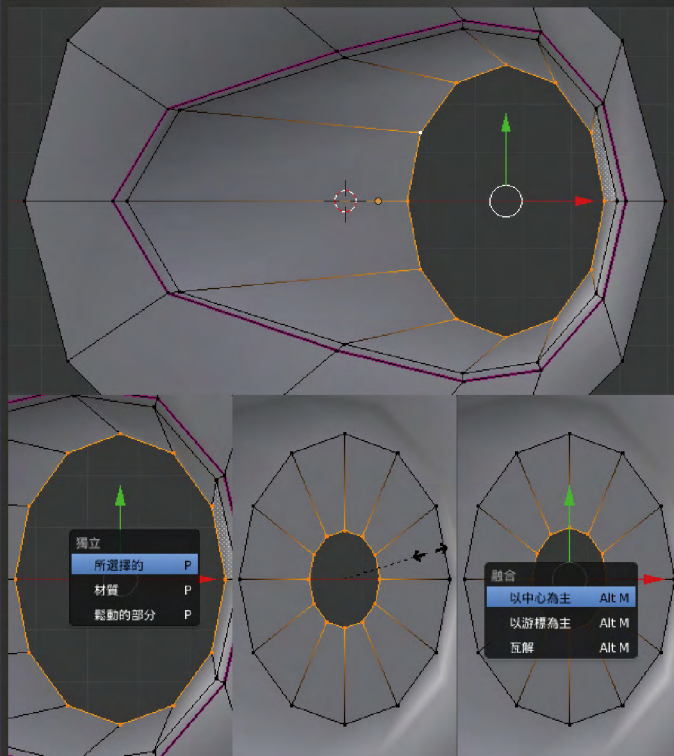 獨立
所選擇的 P
材質 P
鬆動的部分 P
融合
以中心為主 Alt M
以游標為主 Alt M
瓦解 Alt M